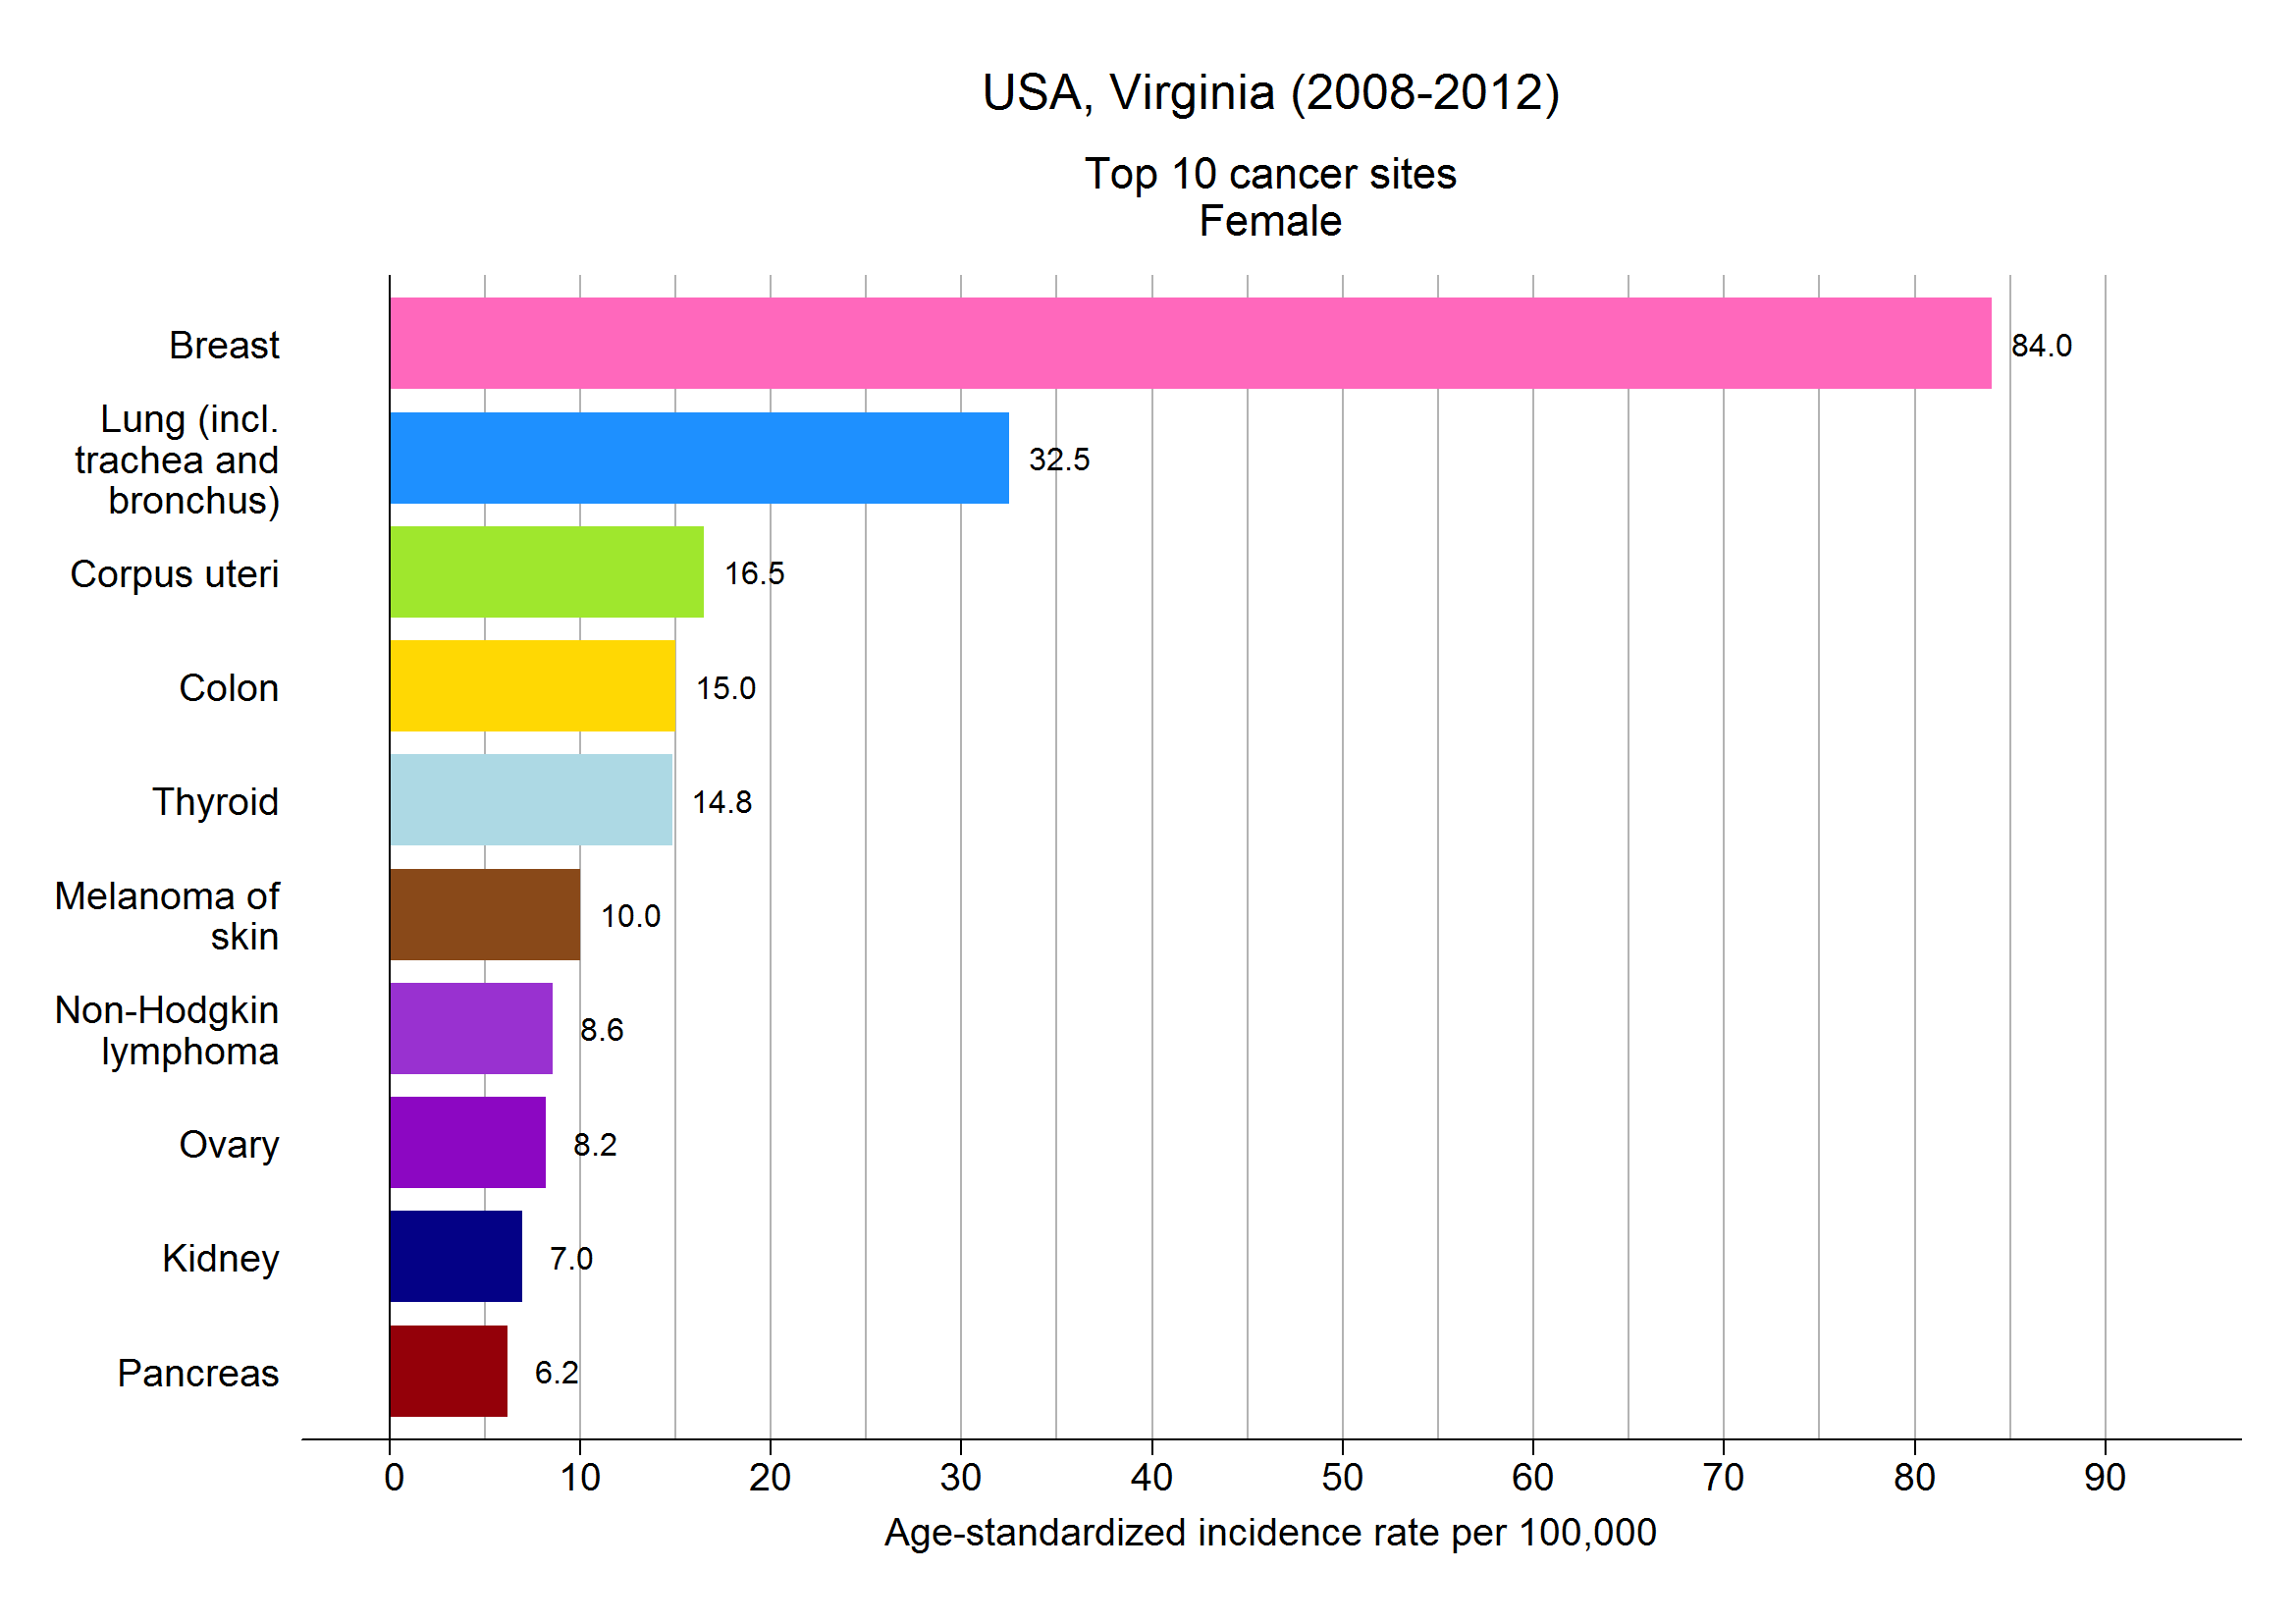 USA, Virginia (2008-2012)
Top 10 cancer sites
Female
Breast
84.0
Lung (incl.
trachea and
bronchus)
32.5
Corpus uteri
16.5
Colon
15.0
Thyroid
14.8
Melanoma of
skin
10.0
Non-Hodgkin
lymphoma
8.6
Ovary
8.2
Kidney
7.0
Pancreas
6.2
0 10 20 30 40 50 60 70 80 90
Age-standardized incidence rate per 100,000